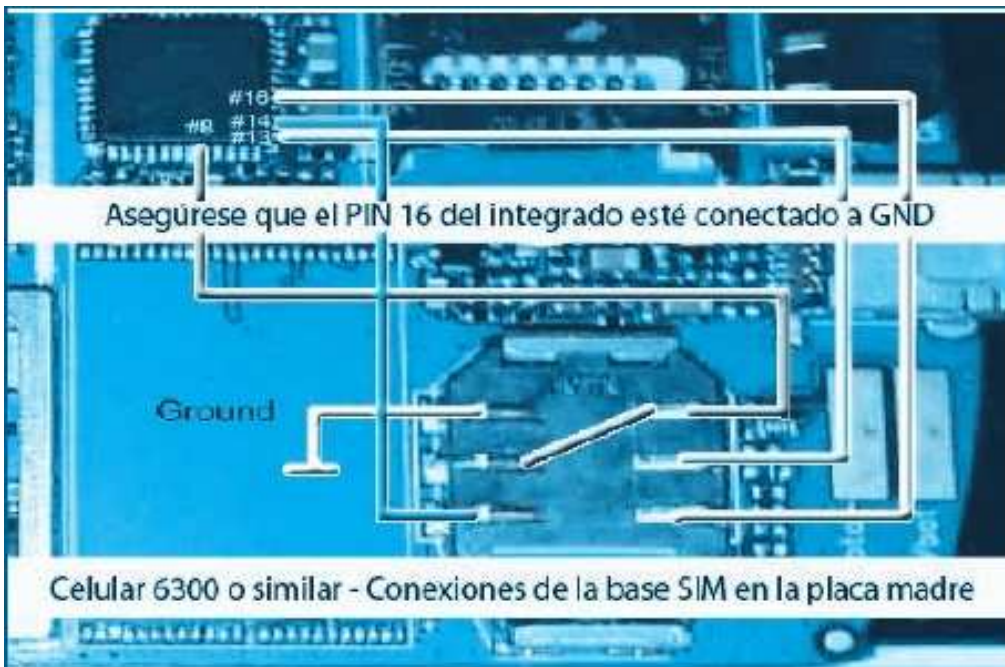 #16
#14
#8
#13
Asegúrese que el PIN 16 del integrado esté conectado a GND
Ground
Celular 6300 o similar - Conexiones de la base SIM en la placa madre